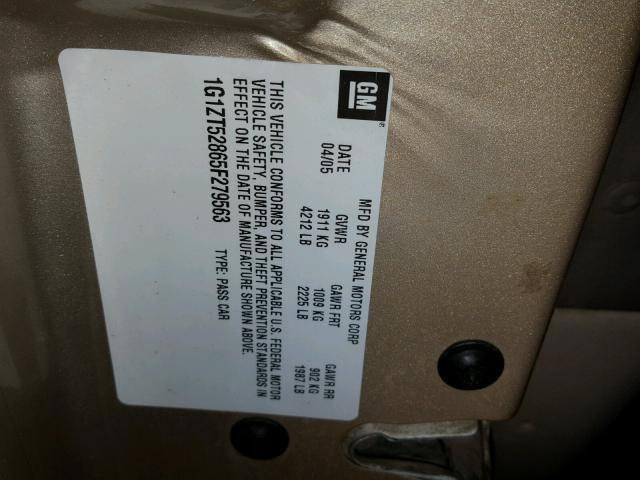 GM®
MFD BY GENERAL MOTORS CORP
DATE GVWR GAWR FRT GAWR RR
04/05 1911 KG 1009 KG 902 KG
4212 LB 2225 LB 1987 LB
THIS VEHICLE CONFORMS TO ALL APPLICABLE U.S. FEDERAL MOTOR
VEHICLE SAFETY, BUMPER, AND THEFT PREVENTION STANDARDS IN
EFFECT ON THE DATE OF MANUFACTURE SHOWN ABOVE.
1G1ZT52865F279563 TYPE: PASS CAR